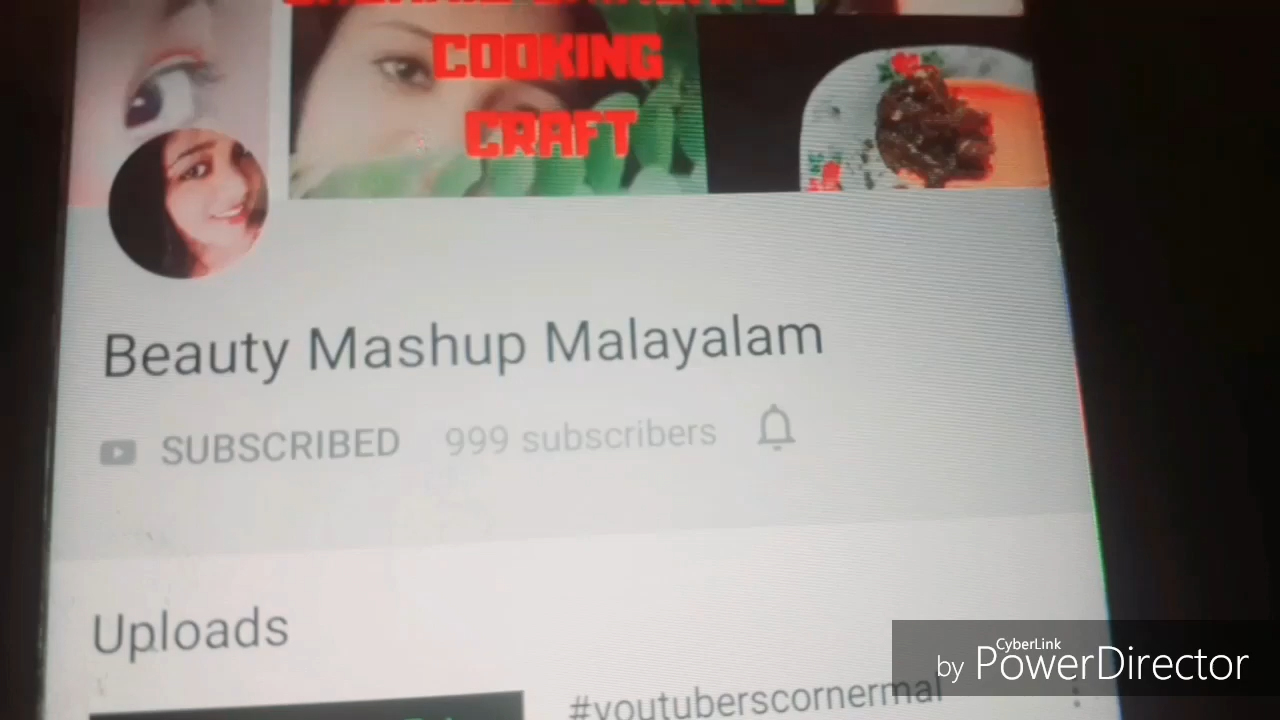 COOKING
CRAFT
Beauty Mashup Malayalam
SUBSCRIBED 999 subscribers
Uploads
#youtuberscornermal
CyberLink
by PowerDirector